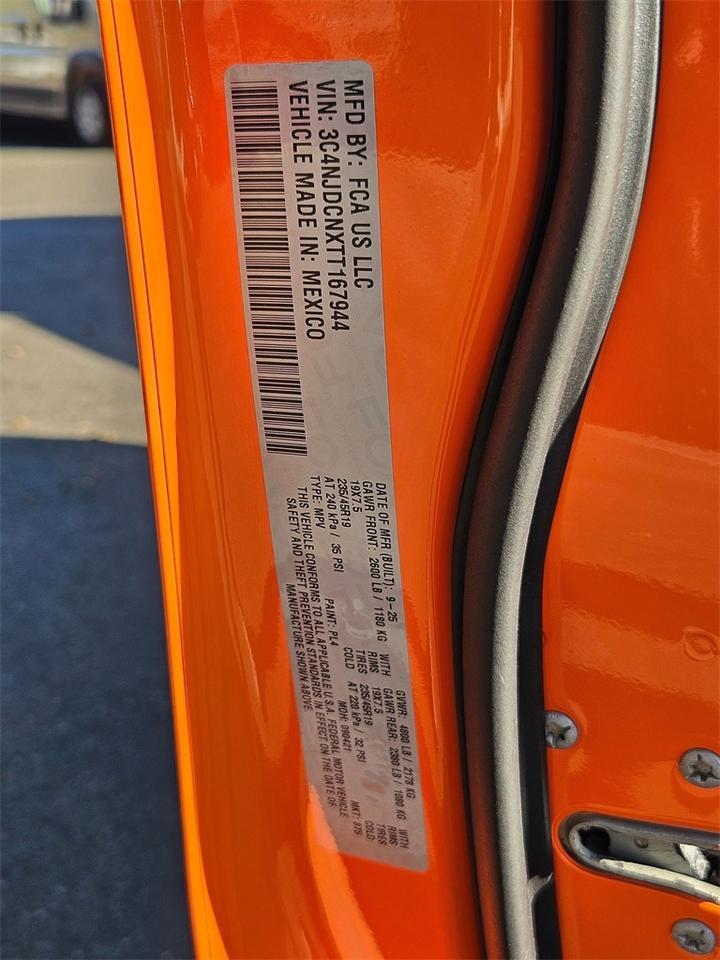 MFD BY: FCA US LLC
VIN: 3C4NJDCNXTT167944
VEHICLE MADE IN: MEXICO
DATE OF MFR (BUILT): 9-25 GVWR: 4800 LB / 2178 KG
GAWR FRONT: 2600 LB / 1180 KG WITH GAWR REAR: 2380 LB / 1080 KG WITH
19X7.5 RIMS 19X7.5 RIMS
235/45R19 TIRES 235/45R19 TIRES
AT 240 kPa / 35 PSI COLD AT 220 kPa / 32 PSI COLD
TYPE: MPV PAINT: PL4 MDH: 090421 MKT: 875
THIS VEHICLE CONFORMS TO ALL APPLICABLE U.S.A. FEDERAL MOTOR VEHICLE
SAFETY AND THEFT PREVENTION STANDARDS IN EFFECT ON THE DATE OF
MANUFACTURE SHOWN ABOVE.